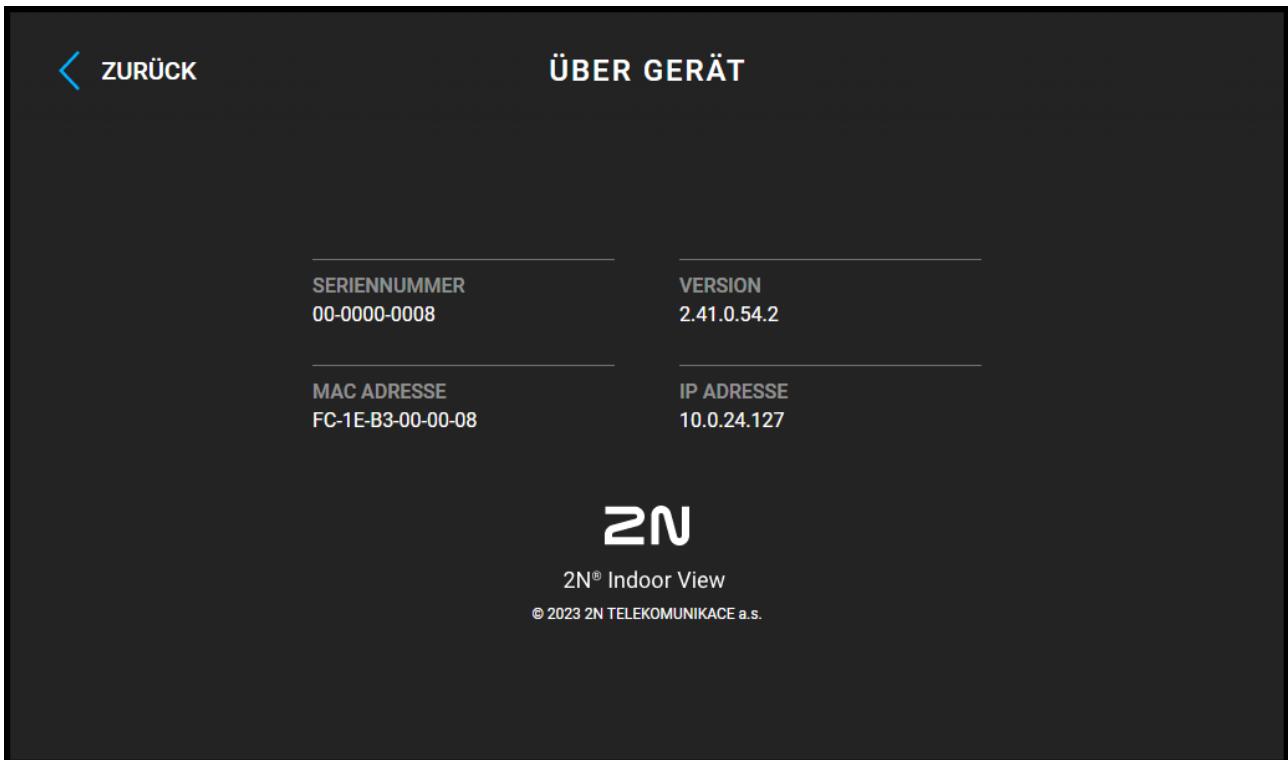 ZURÜCK
ÜBER GERÄT
SERIENNUMMER
00-0000-0008
VERSION
2.41.0.54.2
MAC ADRESSE
FC-1E-B3-00-00-08
IP ADRESSE
10.0.24.127
2N
2N® Indoor View
© 2023 2N TELEKOMUNIKACE a.s.